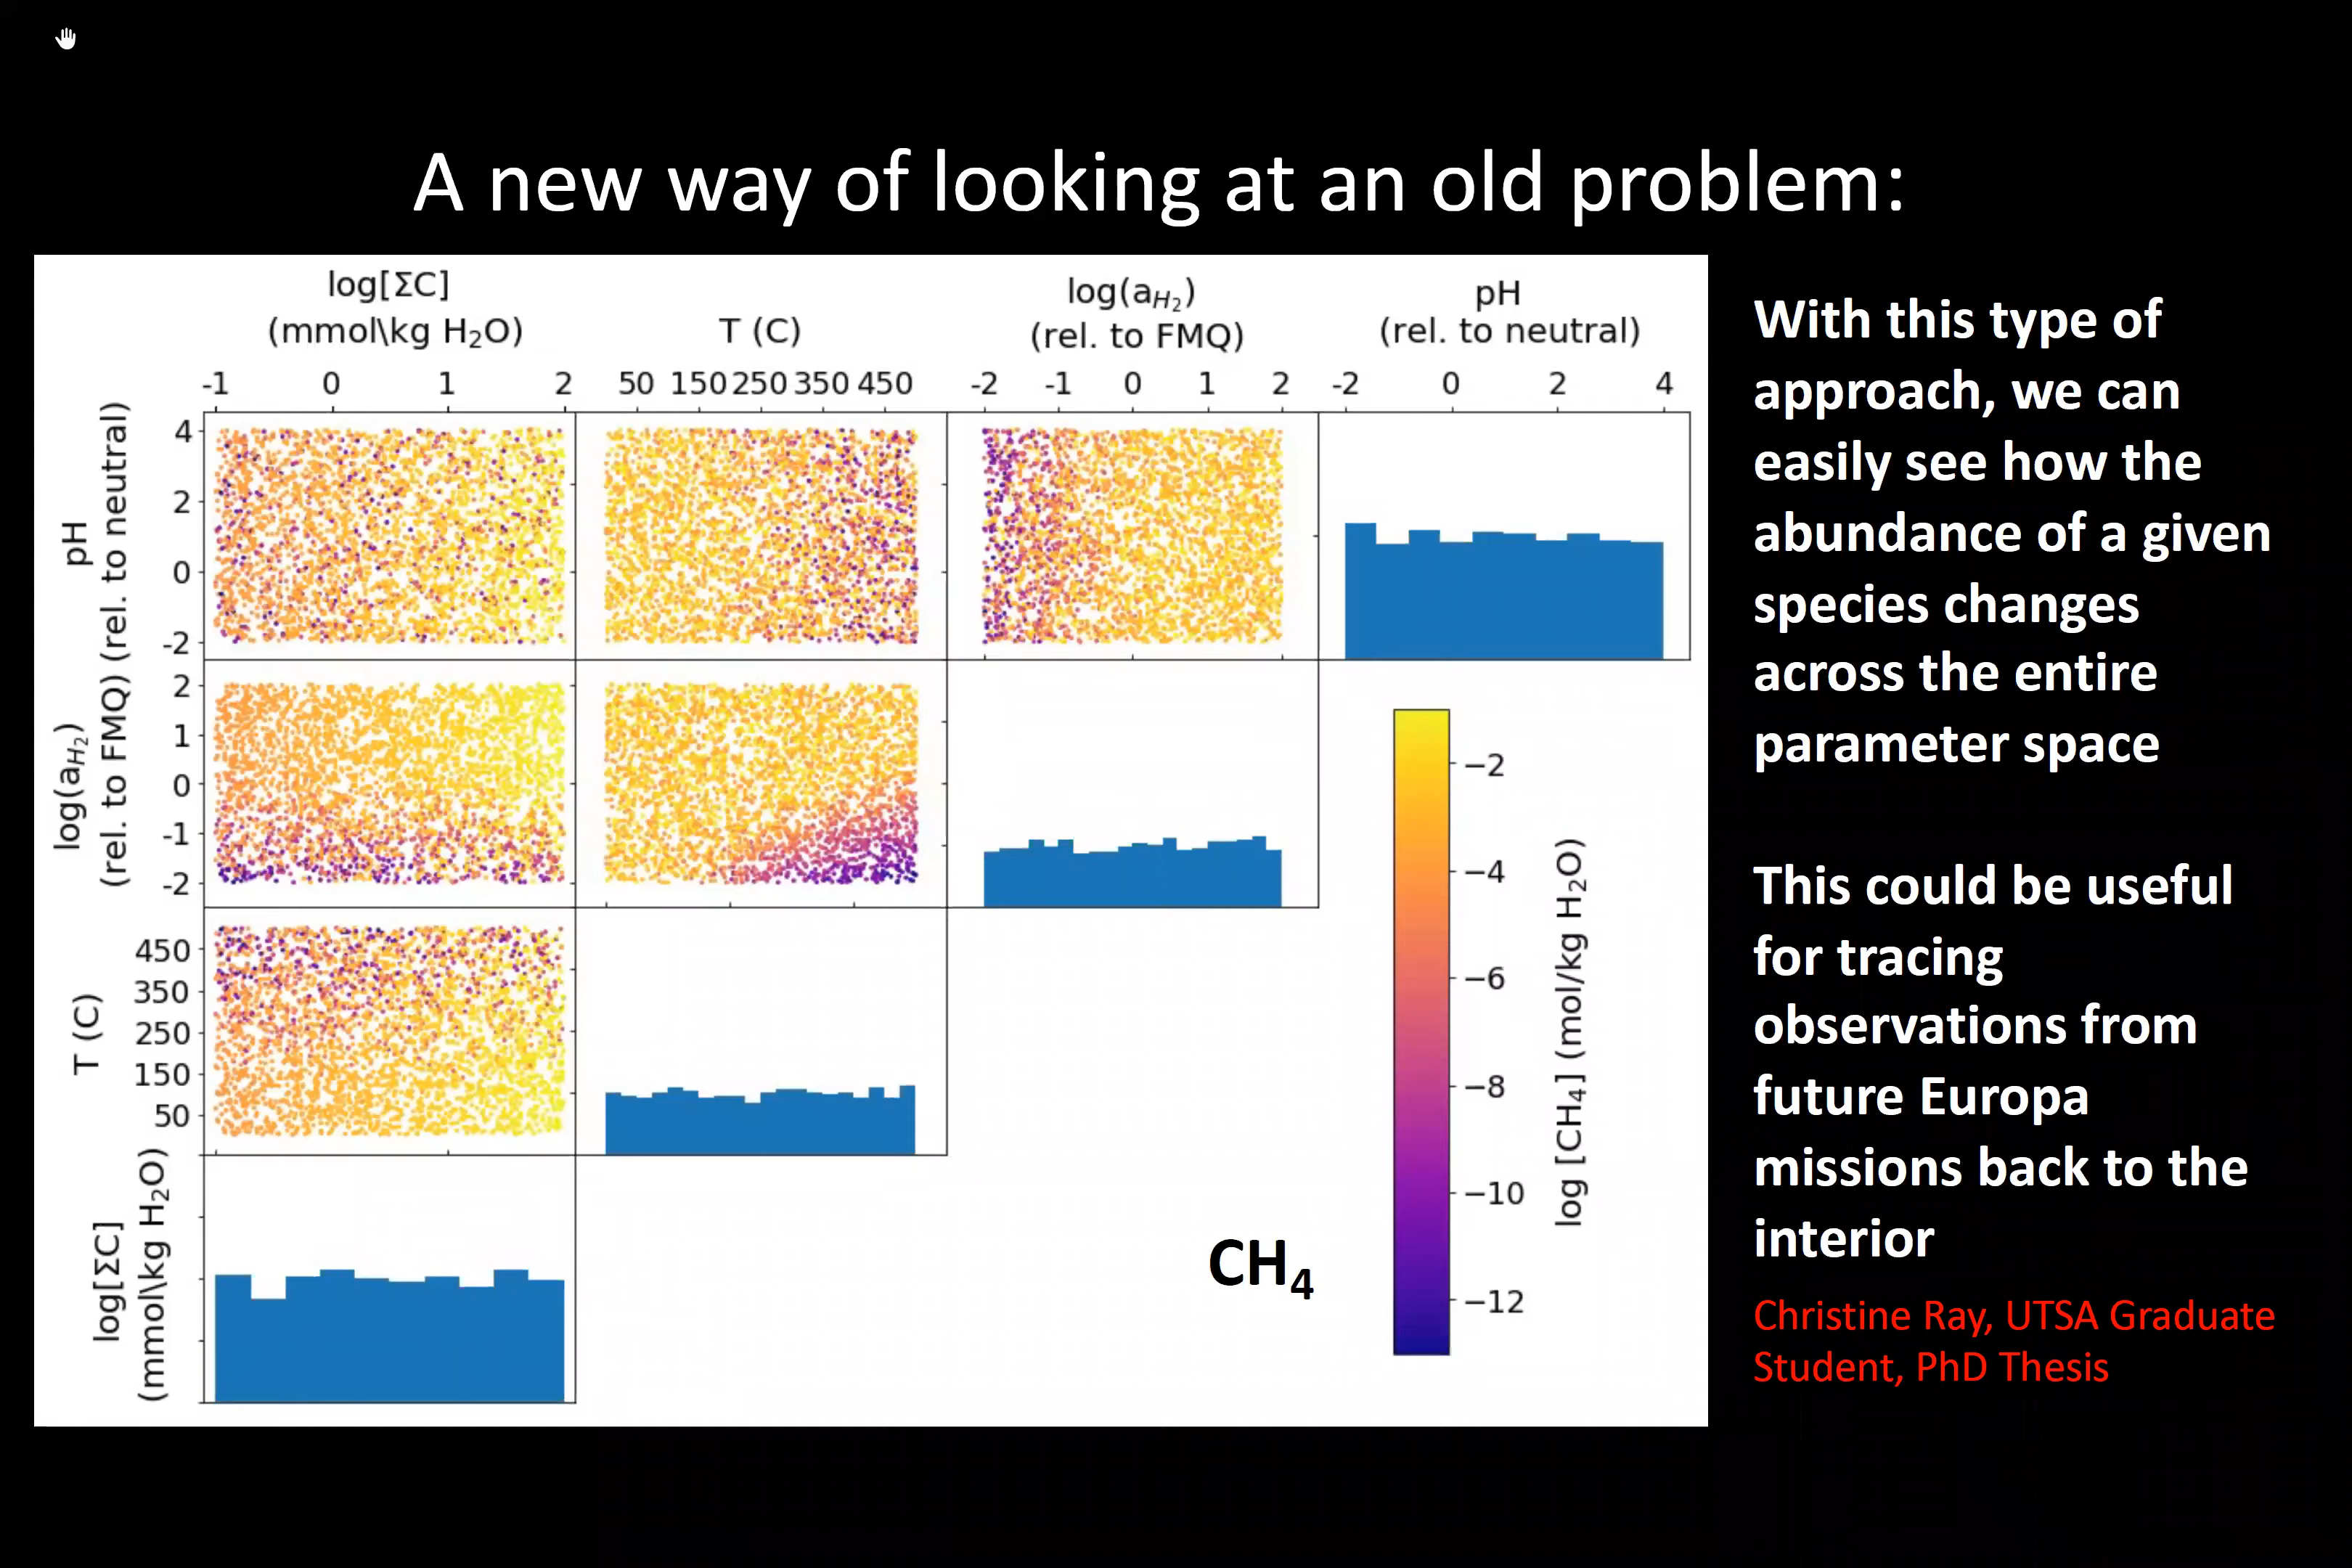 A new way of looking at an old problem:
log[ΣC]
(mmol\kg H₂O)
T (C)
log(a_H₂)
(rel. to FMQ)
pH
(rel. to neutral)
-1 0 1 2
50 150 250 350 450
-2 -1 0 1 2
-2 0 2 4
pH
(rel. to neutral)
4
2
0
-2
log(a_H₂)
(rel. to FMQ)
2
1
0
-1
-2
T (C)
450
350
250
150
50
log[ΣC]
(mmol\kg H₂O)
CH₄
−2
−4
−6
−8
−10
−12
log [CH₄] (mol/kg H₂O)
With this type of
approach, we can
easily see how the
abundance of a given
species changes
across the entire
parameter space
This could be useful
for tracing
observations from
future Europa
missions back to the
interior
Christine Ray, UTSA Graduate
Student, PhD Thesis